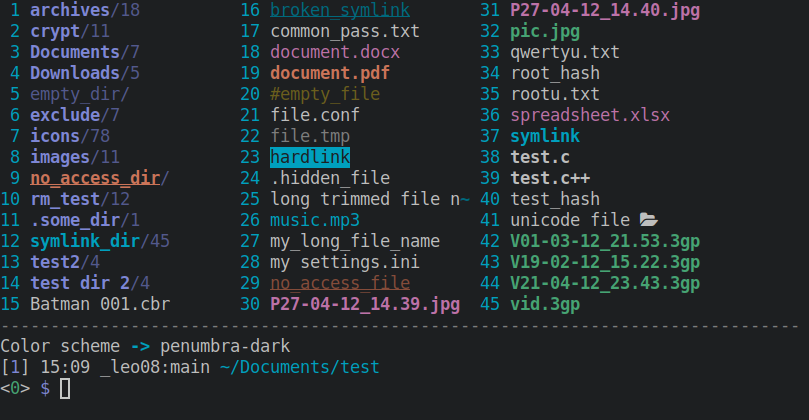 1 archives/18 16 broken_symlink 31 P27-04-12_14.40.jpg
2 crypt/11 17 common_pass.txt 32 pic.jpg
3 Documents/7 18 document.docx 33 qwertyu.txt
4 Downloads/5 19 document.pdf 34 root_hash
5 empty_dir/ 20 #empty_file 35 rootu.txt
6 exclude/7 21 file.conf 36 spreadsheet.xlsx
7 icons/78 22 file.tmp 37 symlink
8 images/11 23 hardlink 38 test.c
9 no_access_dir/ 24 .hidden_file 39 test.c++
10 rm_test/12 25 long trimmed file n~ 40 test_hash
11 .some_dir/1 26 music.mp3 41 unicode file 
12 symlink_dir/45 27 my_long_file_name 42 V01-03-12_21.53.3gp
13 test2/4 28 my settings.ini 43 V19-02-12_15.22.3gp
14 test dir 2/4 29 no_access_file 44 V21-04-12_23.43.3gp
15 Batman 001.cbr 30 P27-04-12_14.39.jpg 45 vid.3gp
--------------------------------------------------------------------------------
Color scheme -> penumbra-dark
[1] 15:09 _leo08:main ~/Documents/test
<0> $